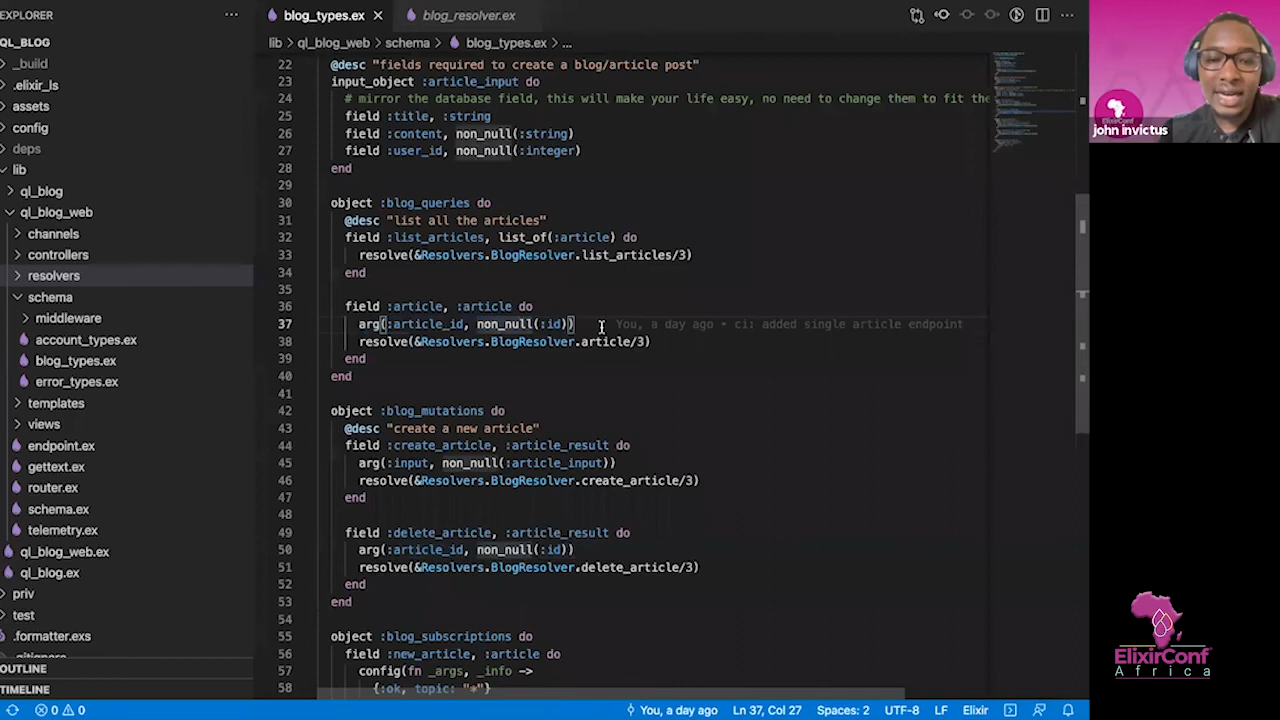 EXPLORER
QL_BLOG
_build
.elixir_ls
assets
config
deps
lib
ql_blog
ql_blog_web
channels
controllers
resolvers
schema
middleware
account_types.ex
blog_types.ex
error_types.ex
templates
views
endpoint.ex
gettext.ex
router.ex
schema.ex
telemetry.ex
ql_blog_web.ex
ql_blog.ex
priv
test
.formatter.exs
.gitignore
OUTLINE
TIMELINE
blog_types.ex
blog_resolver.ex
lib > ql_blog_web > schema > blog_types.ex > ...
22 @desc "fields required to create a blog/article post"
23 input_object :article_input do
24 # mirror the database field, this will make your life easy, no need to change them to fit the
25 field :title, :string
26 field :content, non_null(:string)
27 field :user_id, non_null(:integer)
28 end
29
30 object :blog_queries do
31 @desc "list all the articles"
32 field :list_articles, list_of(:article) do
33 resolve(&Resolvers.BlogResolver.list_articles/3)
34 end
35
36 field :article, :article do
37 arg(:article_id, non_null(:id)) You, a day ago • ci: added single article endpoint
38 resolve(&Resolvers.BlogResolver.article/3)
39 end
40 end
41
42 object :blog_mutations do
43 @desc "create a new article"
44 field :create_article, :article_result do
45 arg(:input, non_null(:article_input))
46 resolve(&Resolvers.BlogResolver.create_article/3)
47 end
48
49 field :delete_article, :article_result do
50 arg(:article_id, non_null(:id))
51 resolve(&Resolvers.BlogResolver.delete_article/3)
52 end
53 end
54
55 object :blog_subscriptions do
56 field :new_article, :article do
57 config(fn _args, _info ->
58 {:ok, topic: "*"}
0 0 You, a day ago Ln 37, Col 27 Spaces: 2 UTF-8 LF Elixir
john invictus
ElixirConf
Africa